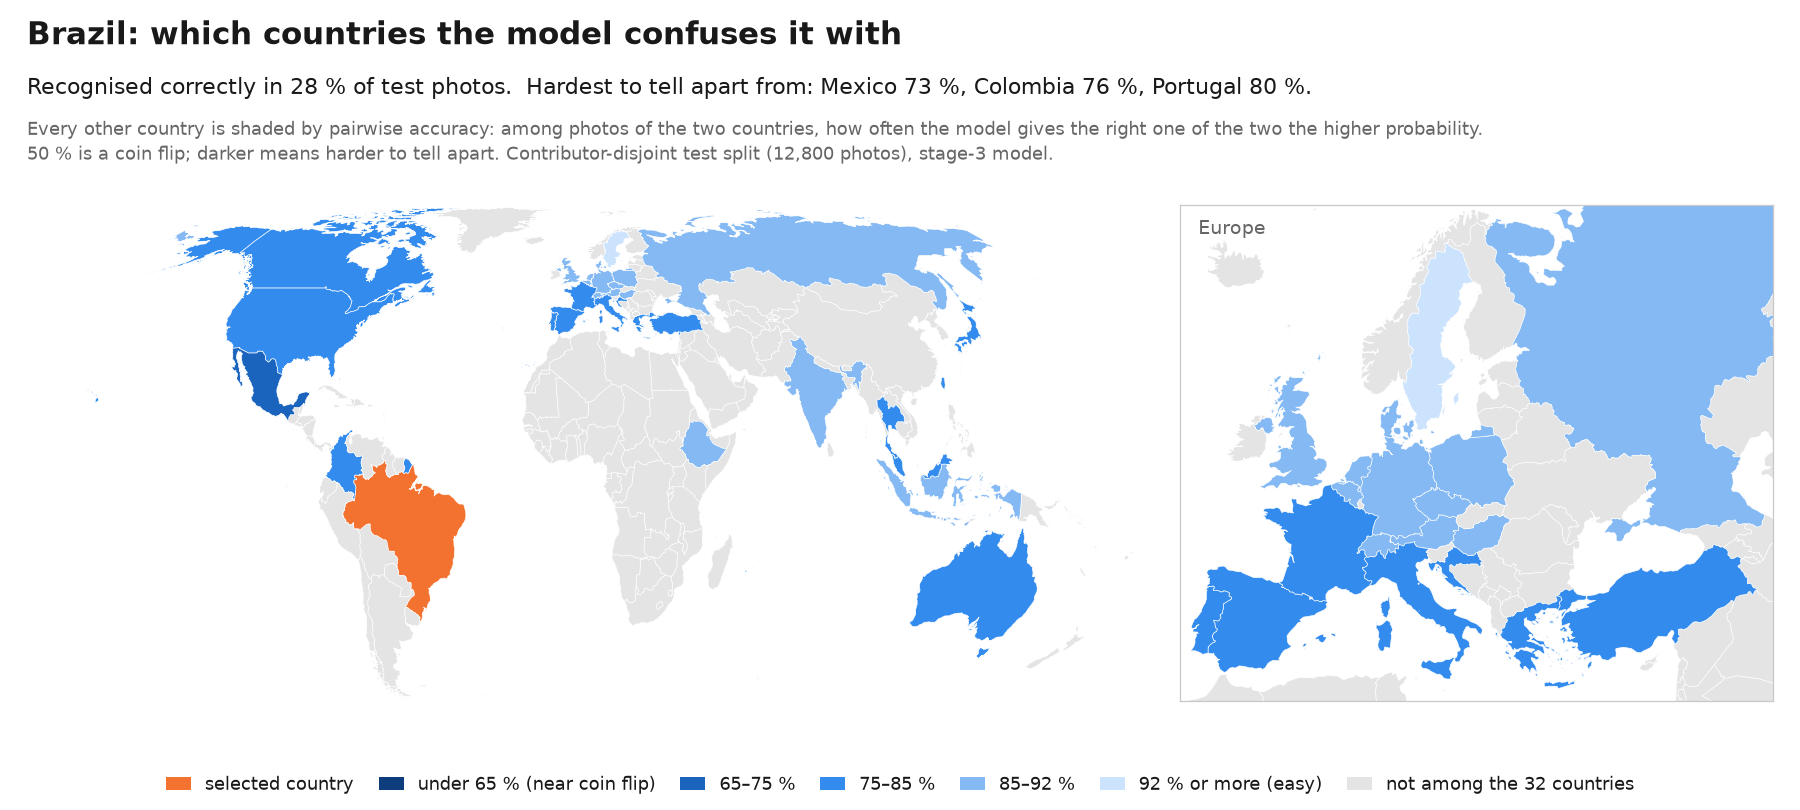 Brazil: which countries the model confuses it with
Recognised correctly in 28 % of test photos.  Hardest to tell apart from: Mexico 73 %, Colombia 76 %, Portugal 80 %.
Every other country is shaded by pairwise accuracy: among photos of the two countries, how often the model gives the right one of the two the higher probability.
50 % is a coin flip; darker means harder to tell apart. Contributor-disjoint test split (12,800 photos), stage-3 model.
Europe
selected country
under 65 % (near coin flip)
65–75 %
75–85 %
85–92 %
92 % or more (easy)
not among the 32 countries